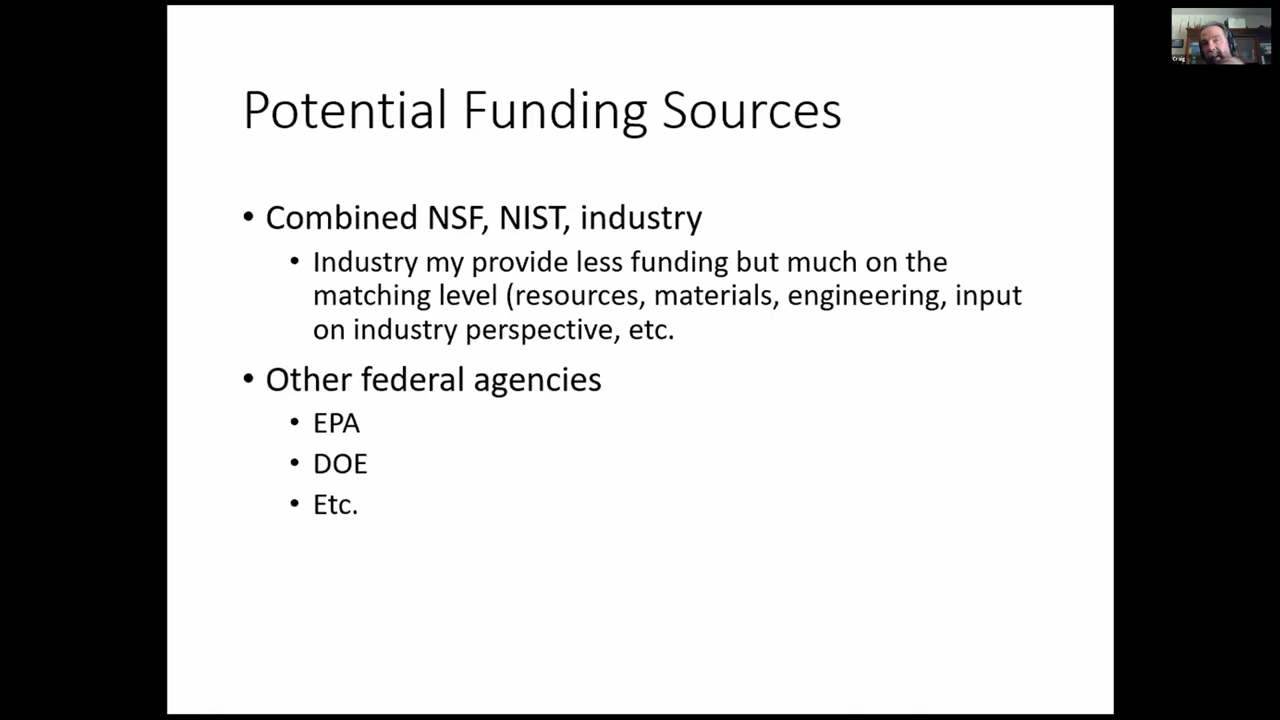 Potential Funding Sources
• Combined NSF, NIST, industry
• Industry my provide less funding but much on the
matching level (resources, materials, engineering, input
on industry perspective, etc.
• Other federal agencies
• EPA
• DOE
• Etc.
Craig